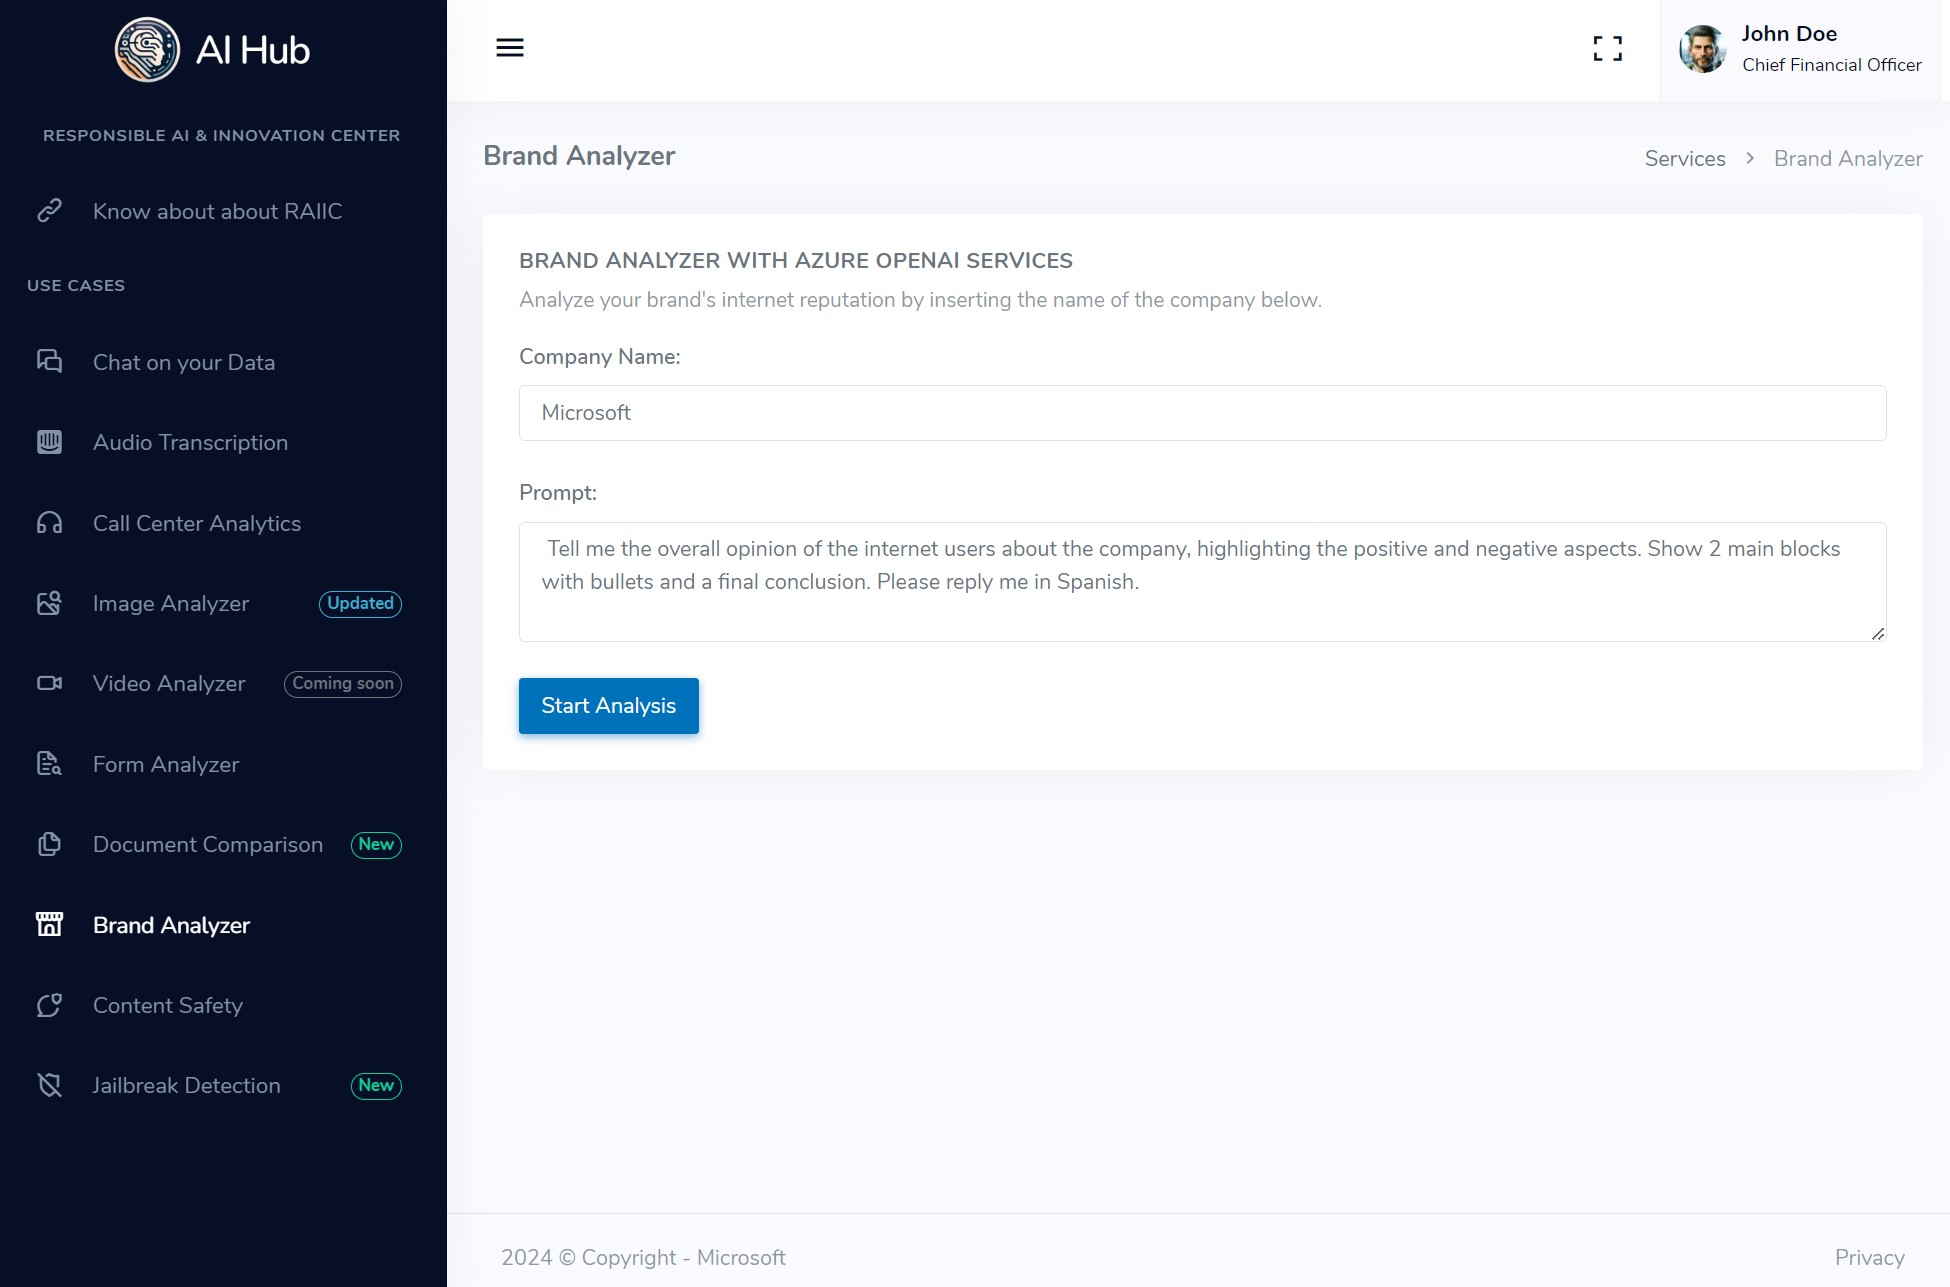 AI Hub
RESPONSIBLE AI & INNOVATION CENTER
Know about about RAIIC
USE CASES
Chat on your Data
Audio Transcription
Call Center Analytics
Image Analyzer Updated
Video Analyzer Coming soon
Form Analyzer
Document Comparison New
Brand Analyzer
Content Safety
Jailbreak Detection New
John Doe
Chief Financial Officer
Brand Analyzer
Services > Brand Analyzer
BRAND ANALYZER WITH AZURE OPENAI SERVICES
Analyze your brand's internet reputation by inserting the name of the company below.
Company Name:
Microsoft
Prompt:
Tell me the overall opinion of the internet users about the company, highlighting the positive and negative aspects. Show 2 main blocks
with bullets and a final conclusion. Please reply me in Spanish.
Start Analysis
2024 © Copyright - Microsoft
Privacy